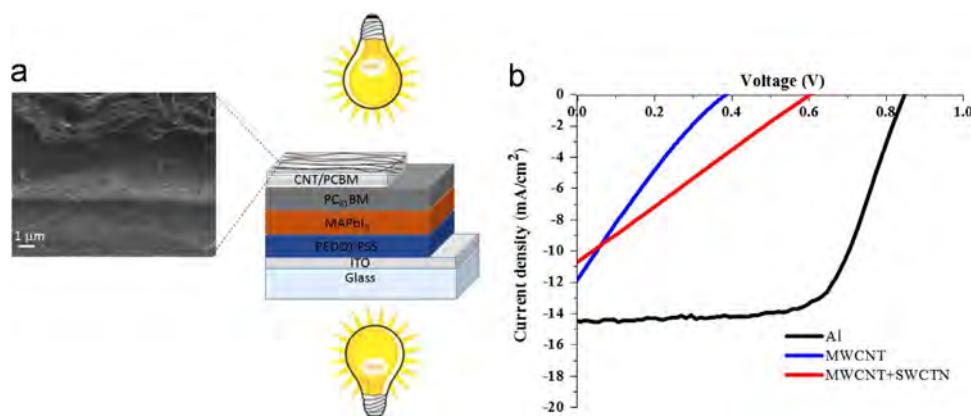 a
1 µm
CNT/PCBM
PC₆₁BM
MAPbI₃
PEDOT:PSS
ITO
Glass
b
Voltage (V)
0.0 0.2 0.4 0.6 0.8 1.0
Current density (mA/cm²)
0
-2
-4
-6
-8
-10
-12
-14
-16
-18
-20
Al
MWCNT
MWCNT+SWCTN